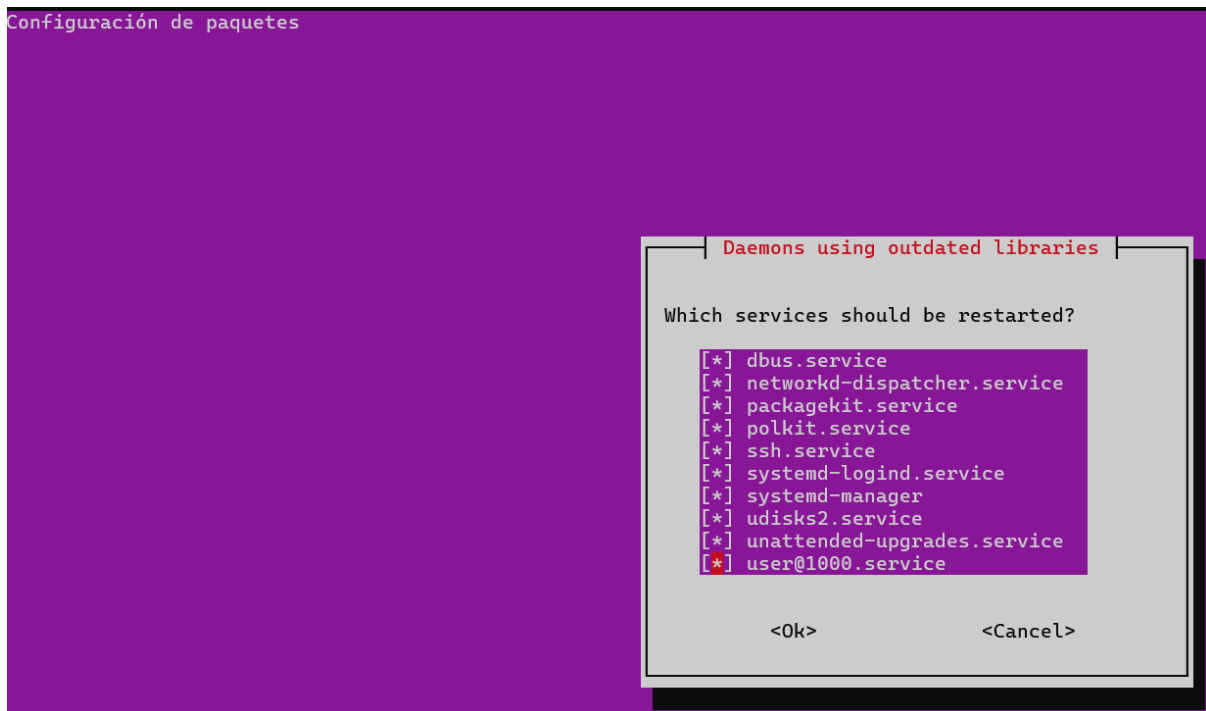 Configuración de paquetes
Daemons using outdated libraries
Which services should be restarted?
[*] dbus.service
[*] networkd-dispatcher.service
[*] packagekit.service
[*] polkit.service
[*] ssh.service
[*] systemd-logind.service
[*] systemd-manager
[*] udisks2.service
[*] unattended-upgrades.service
[*] user@1000.service
<Ok> <Cancel>